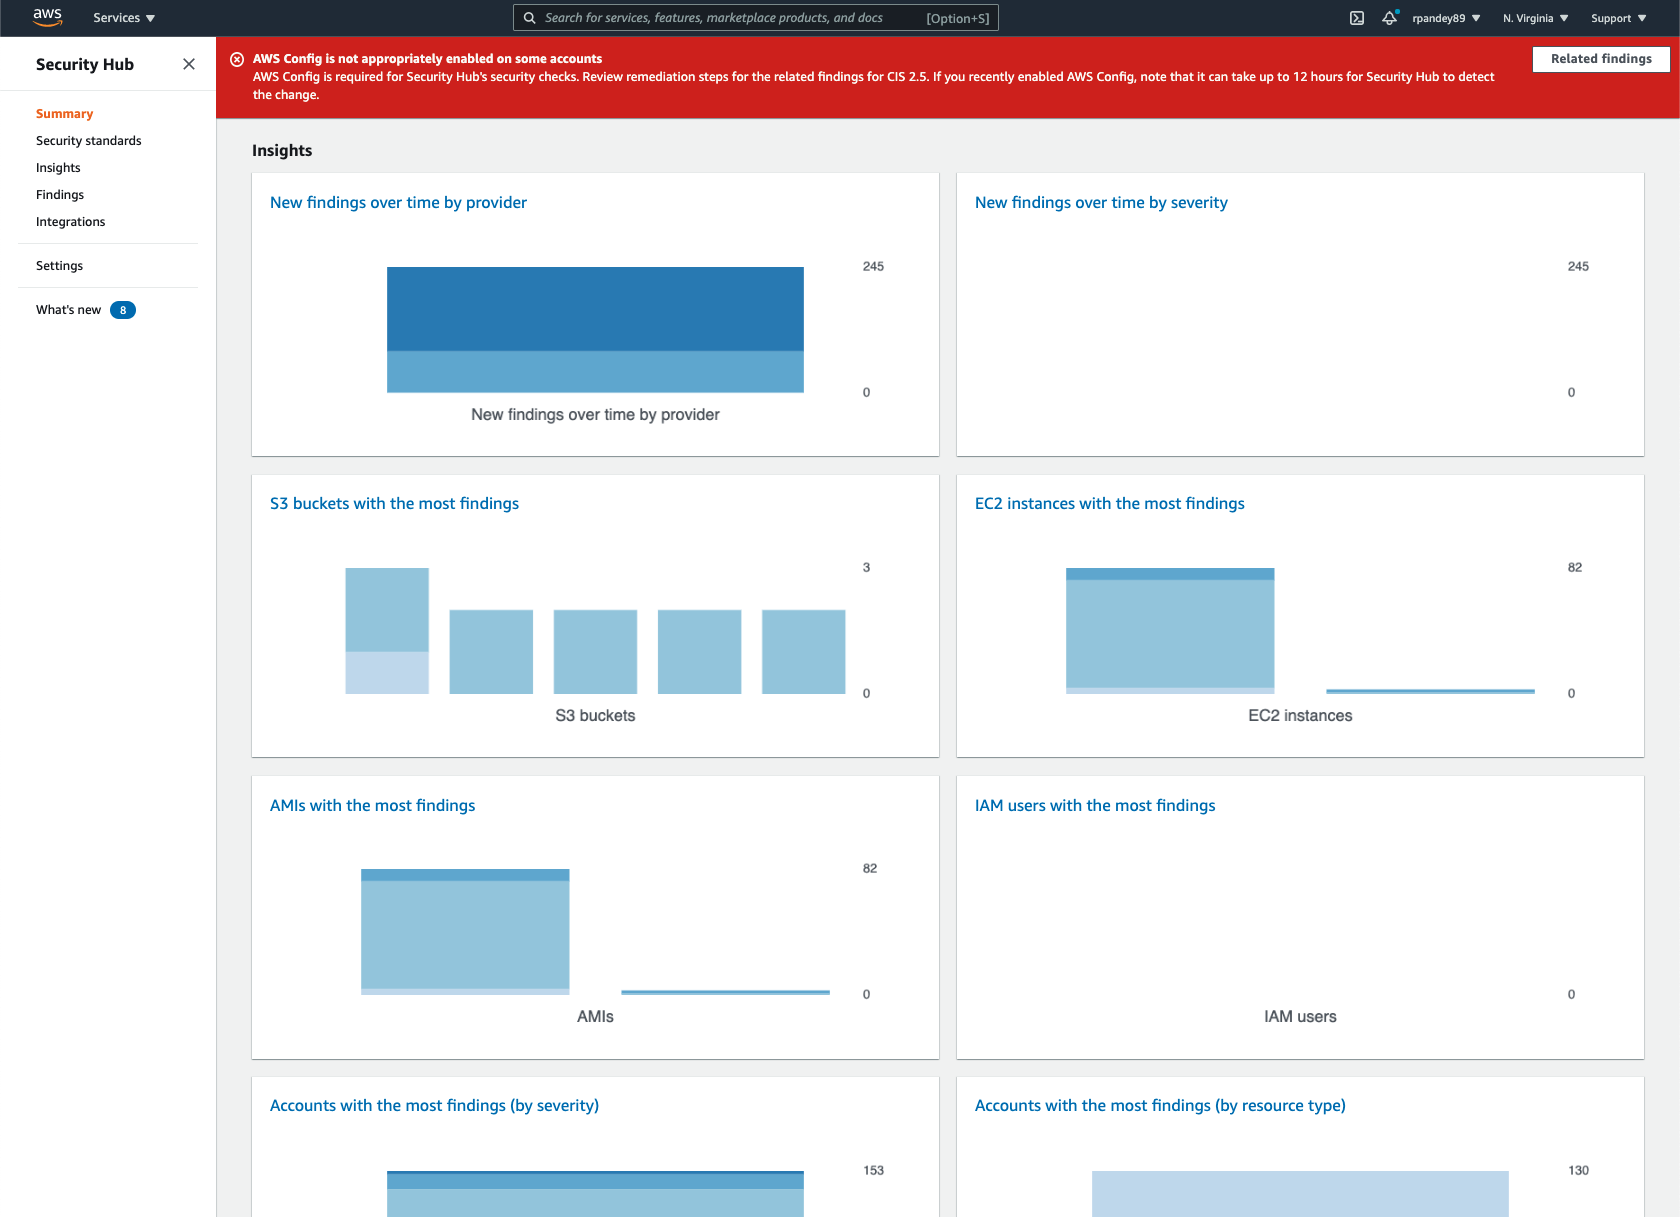 aws
Services
Search for services, features, marketplace products, and docs
[Option+S]
rpandey89
N. Virginia
Support
Security Hub
Summary
Security standards
Insights
Findings
Integrations
Settings
What's new 8
AWS Config is not appropriately enabled on some accounts
AWS Config is required for Security Hub's security checks. Review remediation steps for the related findings for CIS 2.5. If you recently enabled AWS Config, note that it can take up to 12 hours for Security Hub to detect
the change.
Related findings
Insights
New findings over time by provider
245
0
New findings over time by provider
New findings over time by severity
245
0
S3 buckets with the most findings
3
0
S3 buckets
EC2 instances with the most findings
82
0
EC2 instances
AMIs with the most findings
82
0
AMIs
IAM users with the most findings
0
IAM users
Accounts with the most findings (by severity)
153
Accounts with the most findings (by resource type)
130